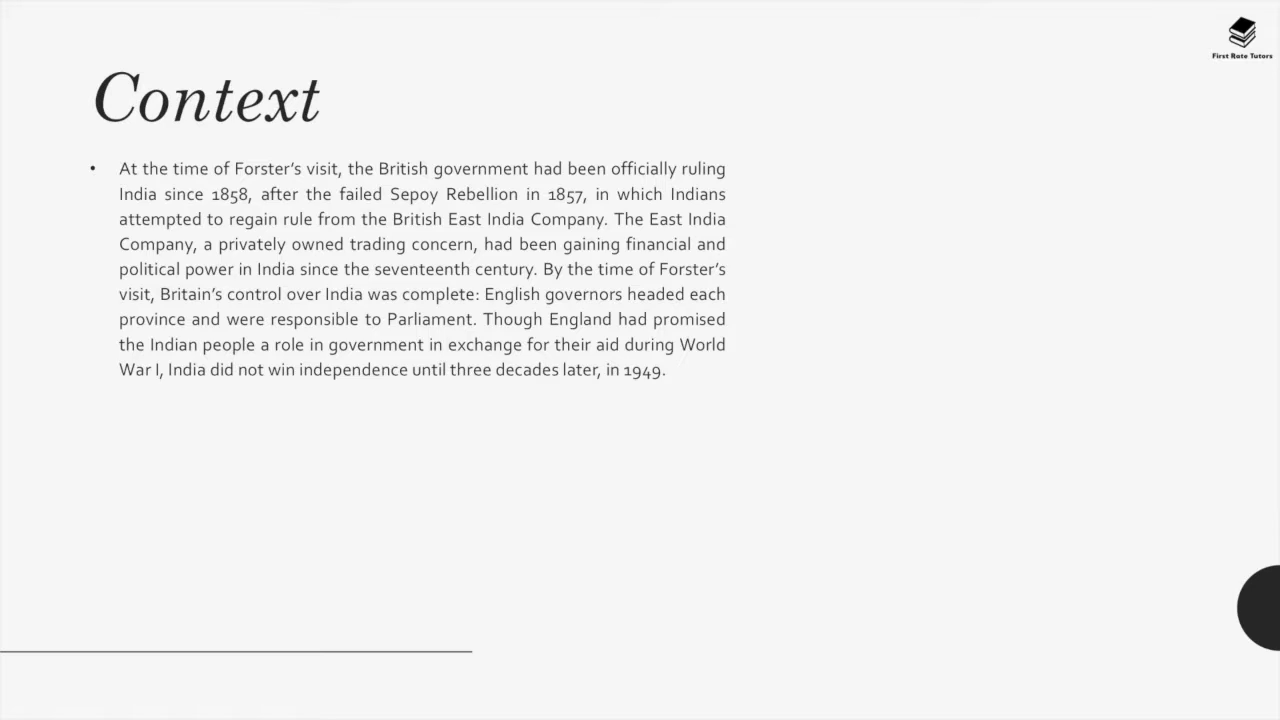 First Rate Tutors
Context
• At the time of Forster’s visit, the British government had been officially ruling
India since 1858, after the failed Sepoy Rebellion in 1857, in which Indians
attempted to regain rule from the British East India Company. The East India
Company, a privately owned trading concern, had been gaining financial and
political power in India since the seventeenth century. By the time of Forster’s
visit, Britain’s control over India was complete: English governors headed each
province and were responsible to Parliament. Though England had promised
the Indian people a role in government in exchange for their aid during World
War I, India did not win independence until three decades later, in 1949.